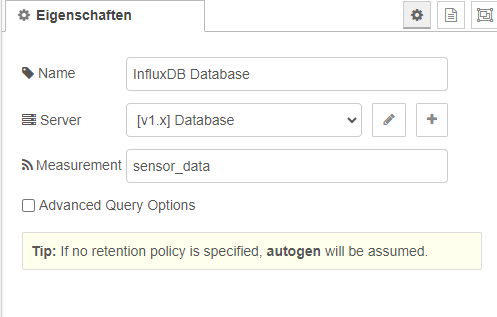 Eigenschaften
Name InfluxDB Database
Server [v1.x] Database
Measurement sensor_data
Advanced Query Options
Tip: If no retention policy is specified, autogen will be assumed.